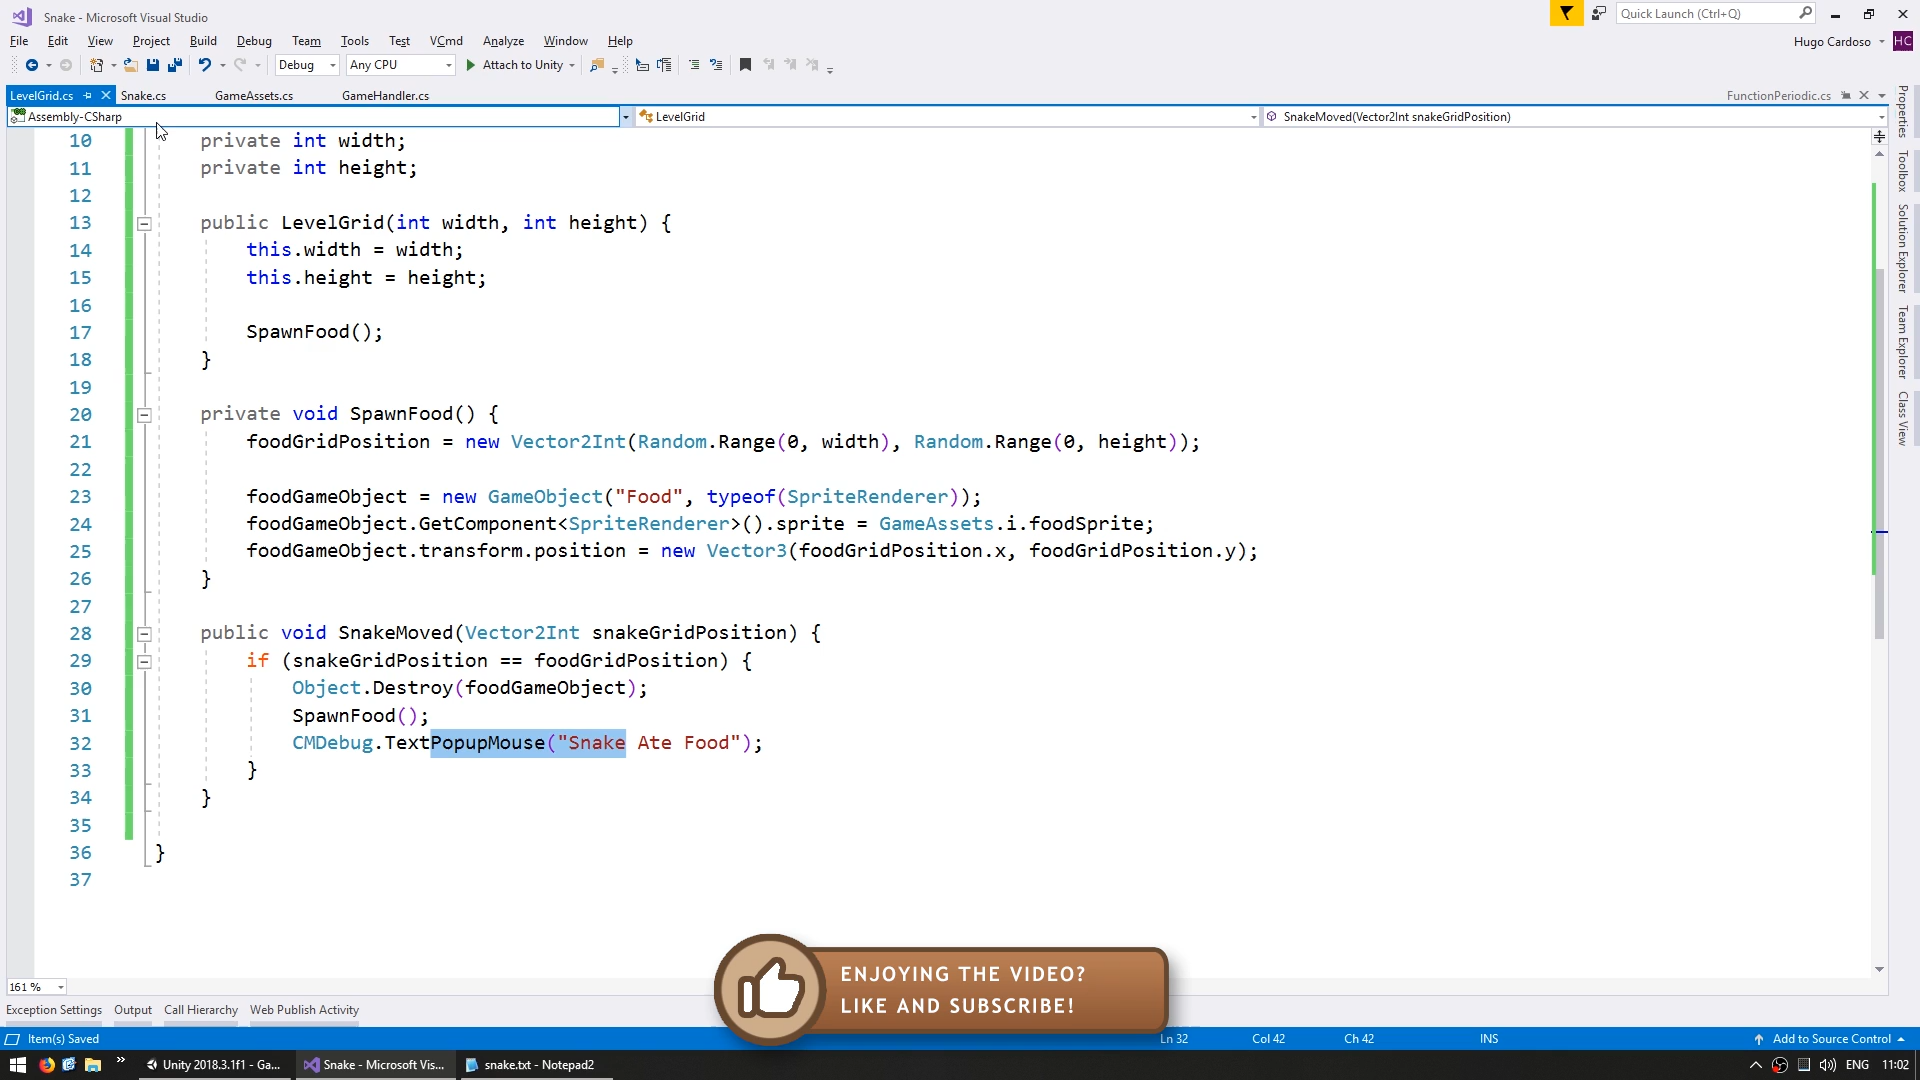 Snake - Microsoft Visual Studio
Quick Launch (Ctrl+Q)
File Edit View Project Build Debug Team Tools Test VCmd Analyze Window Help
Hugo Cardoso HC
Debug Any CPU Attach to Unity
LevelGrid.cs Snake.cs GameAssets.cs GameHandler.cs FunctionPeriodic.cs
Assembly-CSharp LevelGrid SnakeMoved(Vector2Int snakeGridPosition)
10 private int width;
11 private int height;
12
13 public LevelGrid(int width, int height) {
14 this.width = width;
15 this.height = height;
16
17 SpawnFood();
18 }
19
20 private void SpawnFood() {
21 foodGridPosition = new Vector2Int(Random.Range(0, width), Random.Range(0, height));
22
23 foodGameObject = new GameObject("Food", typeof(SpriteRenderer));
24 foodGameObject.GetComponent<SpriteRenderer>().sprite = GameAssets.i.foodSprite;
25 foodGameObject.transform.position = new Vector3(foodGridPosition.x, foodGridPosition.y);
26 }
27
28 public void SnakeMoved(Vector2Int snakeGridPosition) {
29 if (snakeGridPosition == foodGridPosition) {
30 Object.Destroy(foodGameObject);
31 SpawnFood();
32 CMDebug.TextPopupMouse("Snake Ate Food");
33 }
34 }
35
36 }
37
Properties
Toolbox
Solution Explorer
Team Explorer
Class View
ENJOYING THE VIDEO?
LIKE AND SUBSCRIBE!
161 %
Exception Settings Output Call Hierarchy Web Publish Activity
Item(s) Saved Ln 32 Col 42 Ch 42 INS Add to Source Control
Unity 2018.3.1f1 - Ga... Snake - Microsoft Vis... snake.txt - Notepad2 ENG 11:02